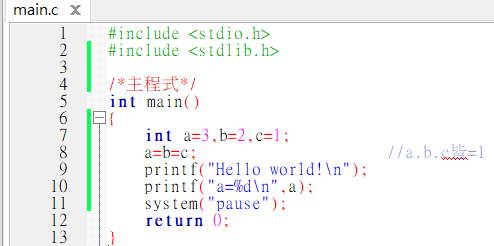 main.c X
1 #include <stdio.h>
2 #include <stdlib.h>
3
4 /*主程式*/
5 int main()
6 {
7 int a=3,b=2,c=1;
8 a=b=c; //a.b.c皆=1
9 printf("Hello world!\n");
10 printf("a=%d\n",a);
11 system("pause");
12 return 0;
13 }